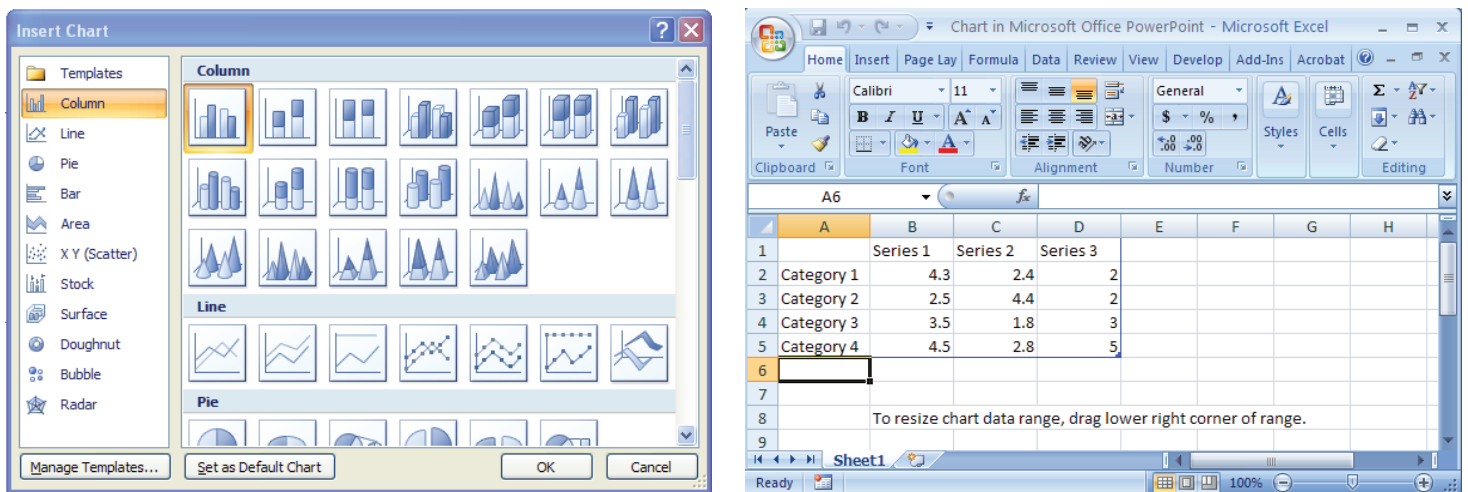 Insert Chart
Templates
Column
Line
Pie
Bar
Area
X Y (Scatter)
Stock
Surface
Doughnut
Bubble
Radar
Column
Line
Pie
Manage Templates...
Set as Default Chart
OK
Cancel
Chart in Microsoft Office PowerPoint - Microsoft Excel
Home Insert Page Lay Formula Data Review View Develop Add-Ins Acrobat
Paste
Clipboard
Calibri 11
B I U A A
A
Font
Alignment
General
$ % ,
.0 .00 .00 .0
Number
A
Styles
Cells
Σ A Z
Editing
A6 fx
A B C D E F G H
1 Series 1 Series 2 Series 3
2 Category 1 4.3 2.4 2
3 Category 2 2.5 4.4 2
4 Category 3 3.5 1.8 3
5 Category 4 4.5 2.8 5
6
7
8 To resize chart data range, drag lower right corner of range.
9
Sheet1
Ready 100%